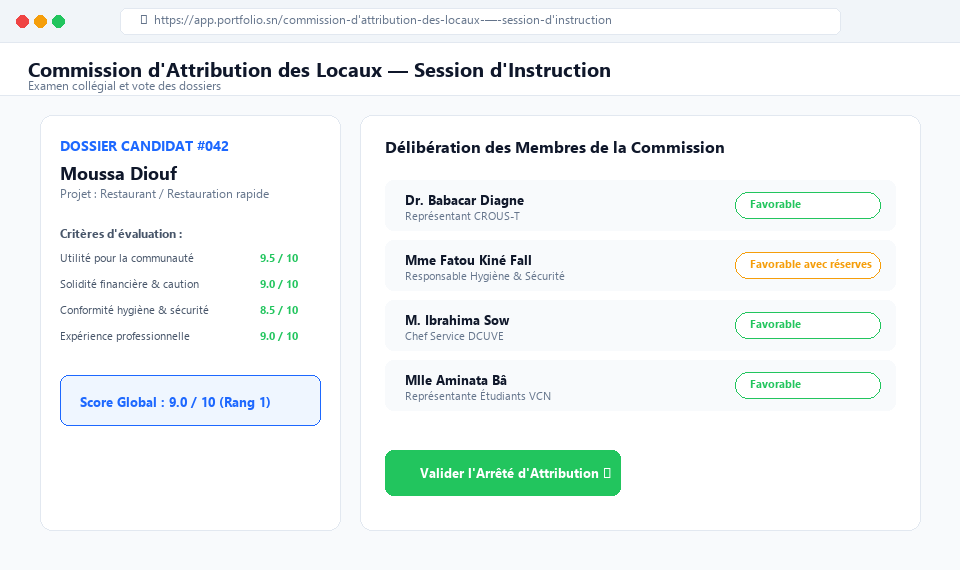 https://app.portfolio.sn/commission-d'attribution-des-locaux-—-session-d'instruction
Commission d'Attribution des Locaux — Session d'Instruction
Examen collégial et vote des dossiers
DOSSIER CANDIDAT #042
Moussa Diouf
Projet : Restaurant / Restauration rapide
Critères d'évaluation :
Utilité pour la communauté 9.5 / 10
Solidité financière & caution 9.0 / 10
Conformité hygiène & sécurité 8.5 / 10
Expérience professionnelle 9.0 / 10
Score Global : 9.0 / 10 (Rang 1)
Délibération des Membres de la Commission
Dr. Babacar Diagne
Représentant CROUS-T
Favorable
Mme Fatou Kiné Fall
Responsable Hygiène & Sécurité
Favorable avec réserves
M. Ibrahima Sow
Chef Service DCUVE
Favorable
Mlle Aminata Bâ
Représentante Étudiants VCN
Favorable
Valider l'Arrêté d'Attribution